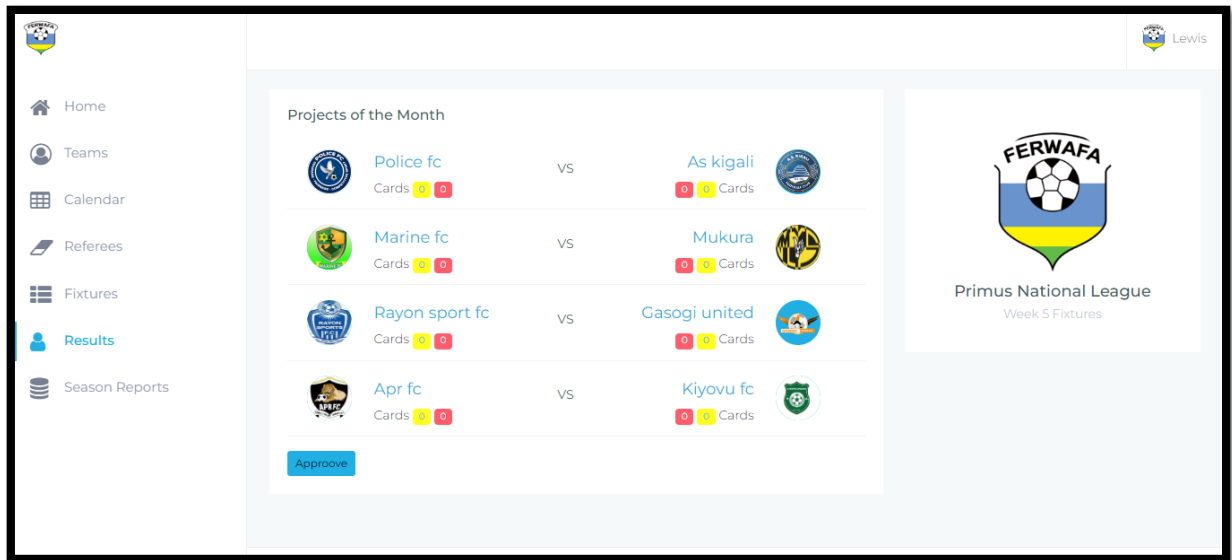 FERWAFA
Lewis
Home
Teams
Calendar
Referees
Fixtures
Results
Season Reports
Projects of the Month
Police fc VS As kigali
Cards 0 0 0 0 Cards
Marine fc VS Mukura
Cards 0 0 0 0 Cards
Rayon sport fc VS Gasogi united
Cards 0 0 0 0 Cards
Apr fc VS Kiyovu fc
APR FC
Cards 0 0 0 0 Cards
Approove
FERWAFA
Primus National League
Week 5 Fixtures